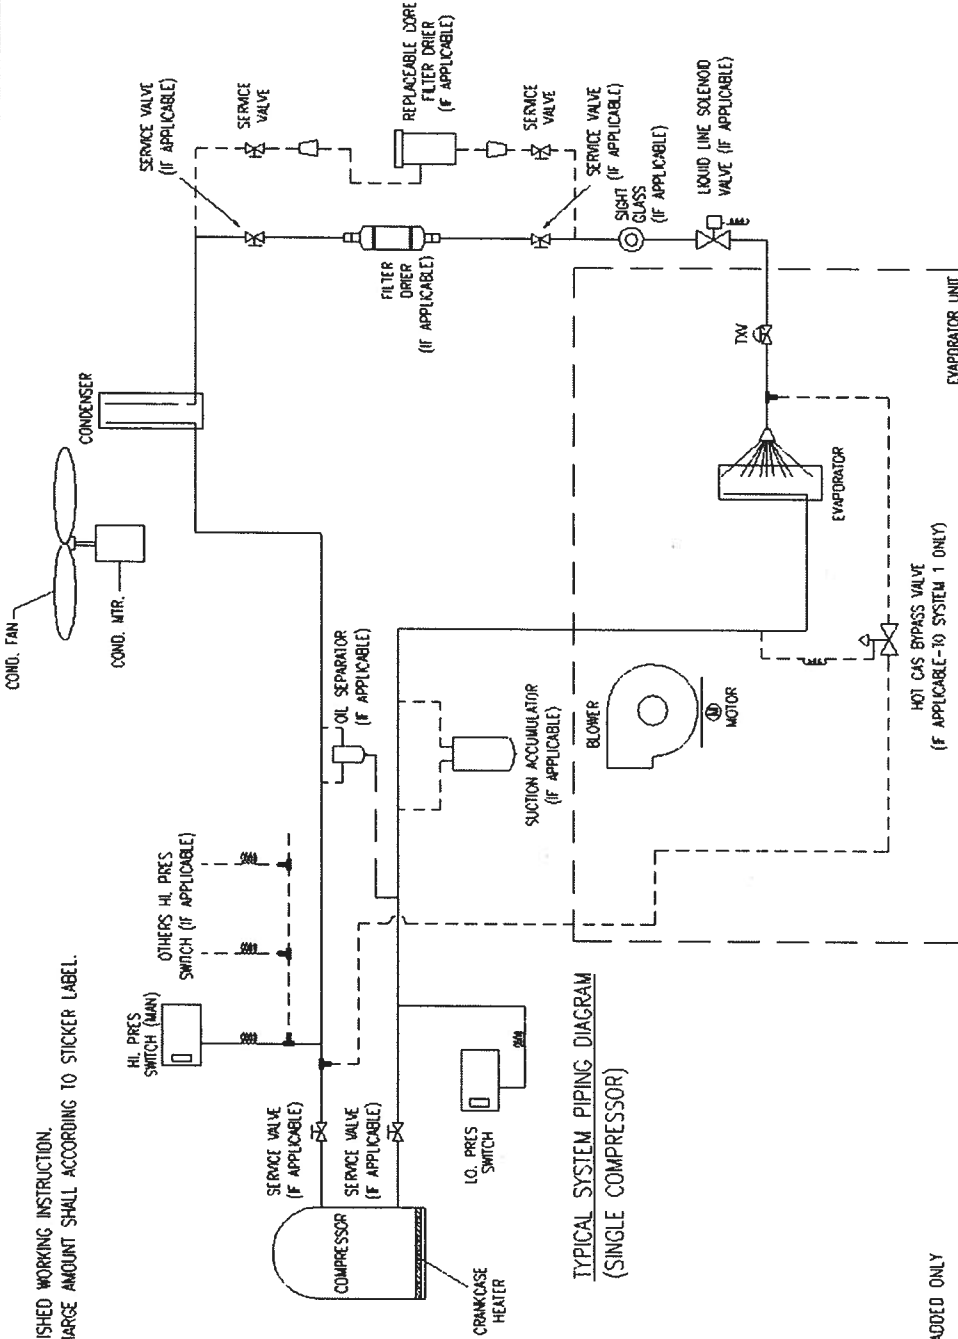 ISHED WORKING INSTRUCTION.
HARGE AMOUNT SHALL ACCORDING TO STICKER LABEL.
COND. FAN
COND. MTR.
CONDENSER
SERVICE VALVE
(IF APPLICABLE)
SERVICE
VALVE
REPLACEABLE CORE
FILTER DRIER
(IF APPLICABLE)
SERVICE
VALVE
SERVICE VALVE
(IF APPLICABLE)
FILTER
DRIER
(IF APPLICABLE)
SIGHT
GLASS
(IF APPLICABLE)
LIQUID LINE SOLENOID
VALVE (IF APPLICABLE)
HI. PRES
SWITCH (MAN)
OTHERS HI. PRES
SWITCH (IF APPLICABLE)
OIL SEPARATOR
(IF APPLICABLE)
SERVICE VALVE
(IF APPLICABLE)
SERVICE VALVE
(IF APPLICABLE)
COMPRESSOR
CRANKCASE
HEATER
LO. PRES
SWITCH
SUCTION ACCUMULATOR
(IF APPLICABLE)
BLOWER
M
MOTOR
TXV
EVAPORATOR
EVAPORATOR UNIT
HOT GAS BYPASS VALVE
(IF APPLICABLE-TO SYSTEM 1 ONLY)
TYPICAL SYSTEM PIPING DIAGRAM
(SINGLE COMPRESSOR)
ADDED ONLY